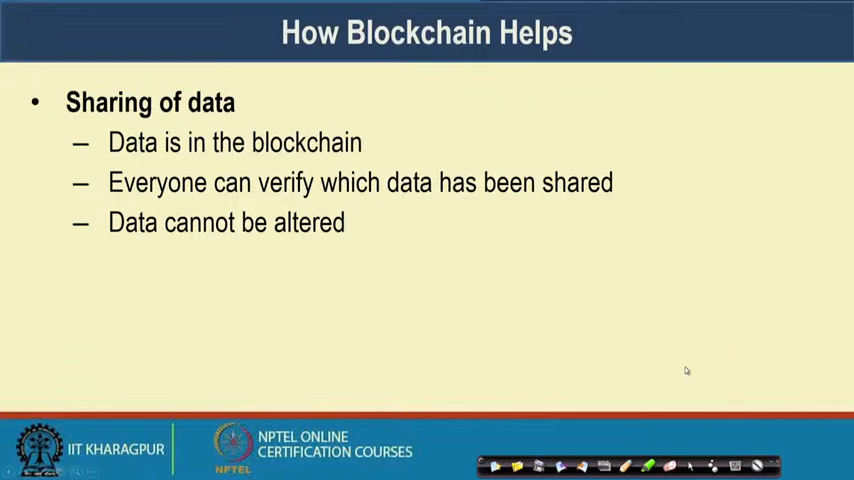 How Blockchain Helps
• Sharing of data
– Data is in the blockchain
– Everyone can verify which data has been shared
– Data cannot be altered
IIT KHARAGPUR
NPTEL
NPTEL ONLINE
CERTIFICATION COURSES